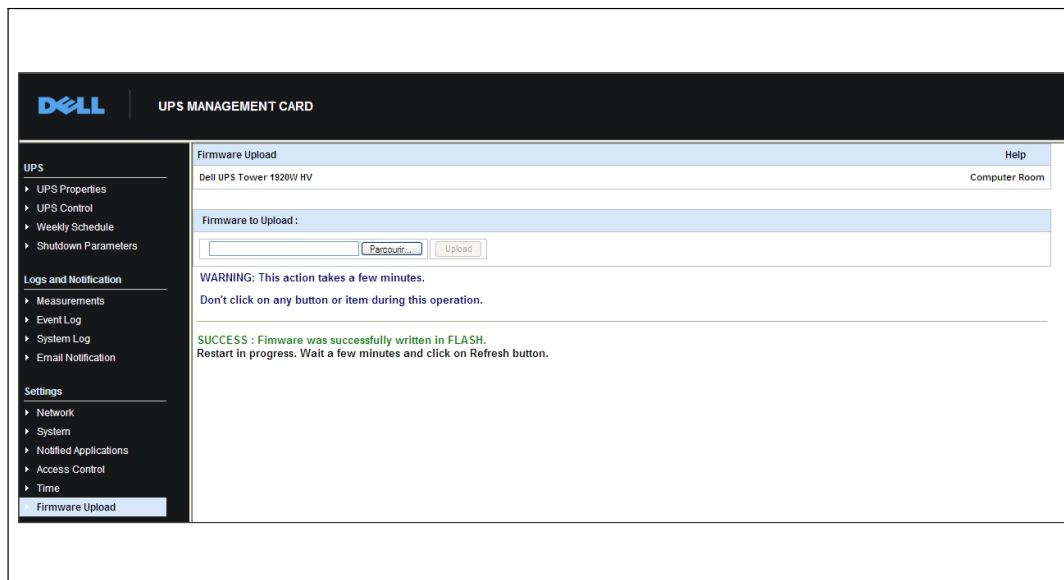 DELL
UPS MANAGEMENT CARD
UPS
UPS Properties
UPS Control
Weekly Schedule
Shutdown Parameters
Logs and Notification
Measurements
Event Log
System Log
Email Notification
Settings
Network
System
Notified Applications
Access Control
Time
Firmware Upload
Firmware Upload Help
Dell UPS Tower 1920W HV Computer Room
Firmware to Upload :
Parcourir... Upload
WARNING: This action takes a few minutes.
Don't click on any button or item during this operation.
SUCCESS : Fimware was successfully written in FLASH.
Restart in progress. Wait a few minutes and click on Refresh button.